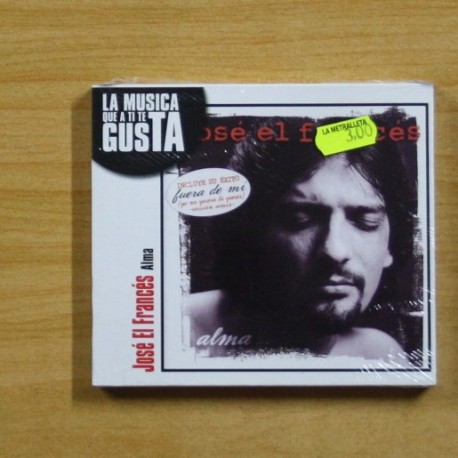 LA MUSICA
QUE A TI TE
GUSTA
José El Francés Alma
José el francés
LA METRALLETA
3,00
INCLUYE SU ÉXITO
fuera de mi
alma